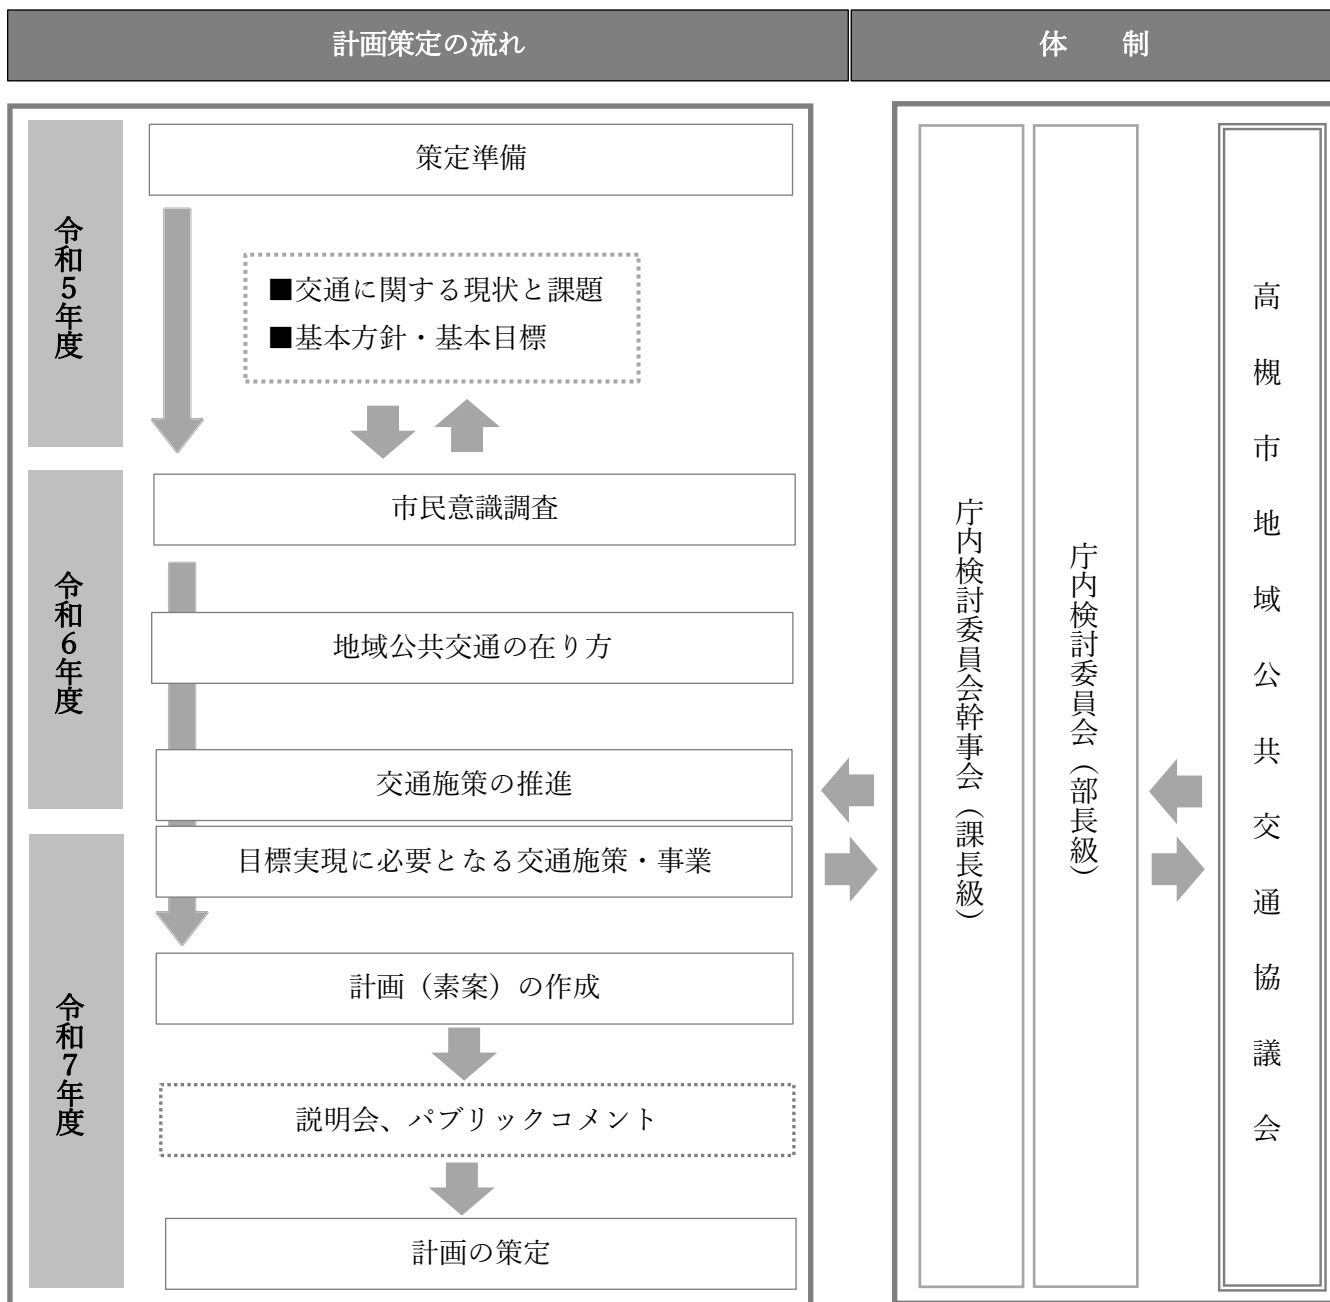 計画策定の流れ
体　制
令和５年度
策定準備
■交通に関する現状と課題
■基本方針・基本目標
令和６年度
市民意識調査
地域公共交通の在り方
交通施策の推進
令和７年度
目標実現に必要となる交通施策・事業
計画（素案）の作成
説明会、パブリックコメント
計画の策定
庁内検討委員会幹事会（課長級）
庁内検討委員会（部長級）
高槻市地域公共交通協議会